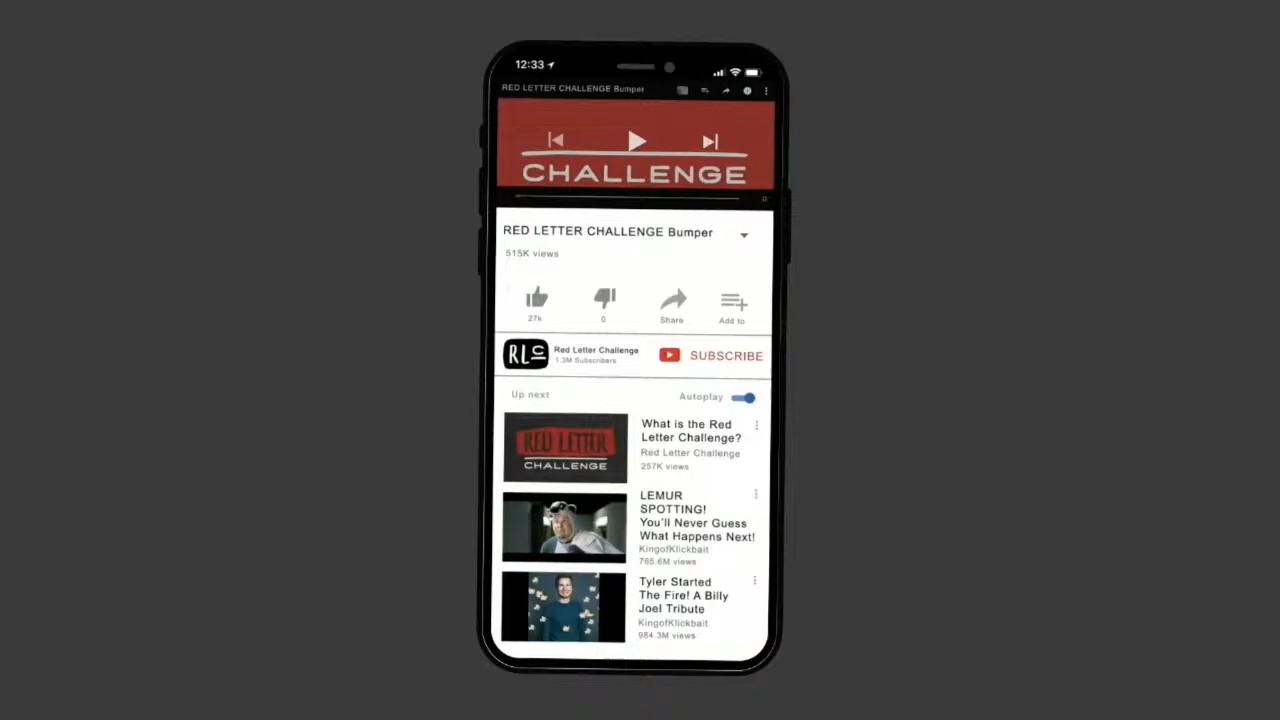 12:33
RED LETTER CHALLENGE Bumper
CHALLENGE
RED LETTER CHALLENGE Bumper
515K views
27k
0
Share
Add to
RLC
Red Letter Challenge
1.3M Subscribers
SUBSCRIBE
Up next
Autoplay
RED LETTER
CHALLENGE
What is the Red
Letter Challenge?
Red Letter Challenge
257K views
LEMUR
SPOTTING!
You'll Never Guess
What Happens Next!
KingofKlickbait
765.6M views
Tyler Started
The Fire! A Billy
Joel Tribute
KingofKlickbait
984.3M views